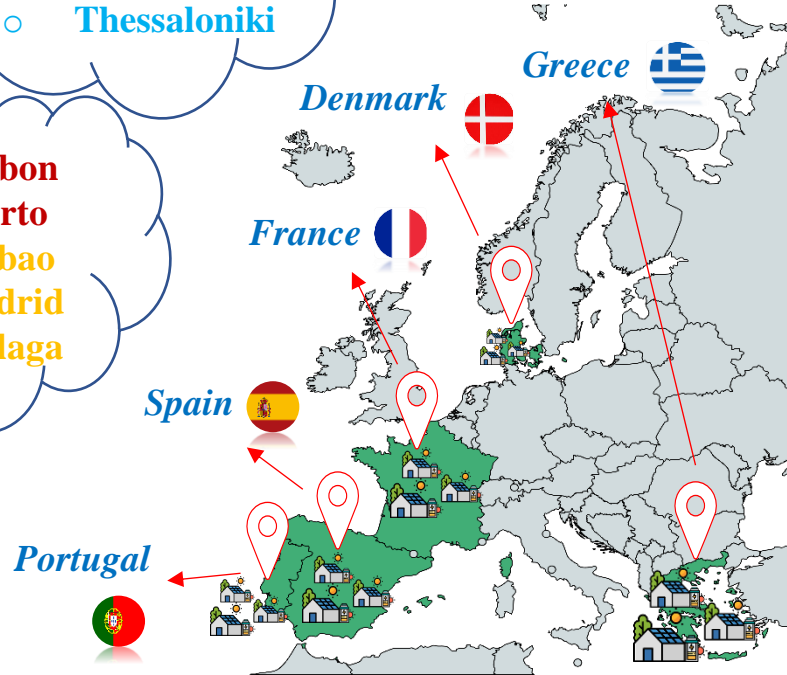 ○ Thessaloniki
Greece
Denmark
bon
rto
France
bao
drid
laga
Spain
Portugal